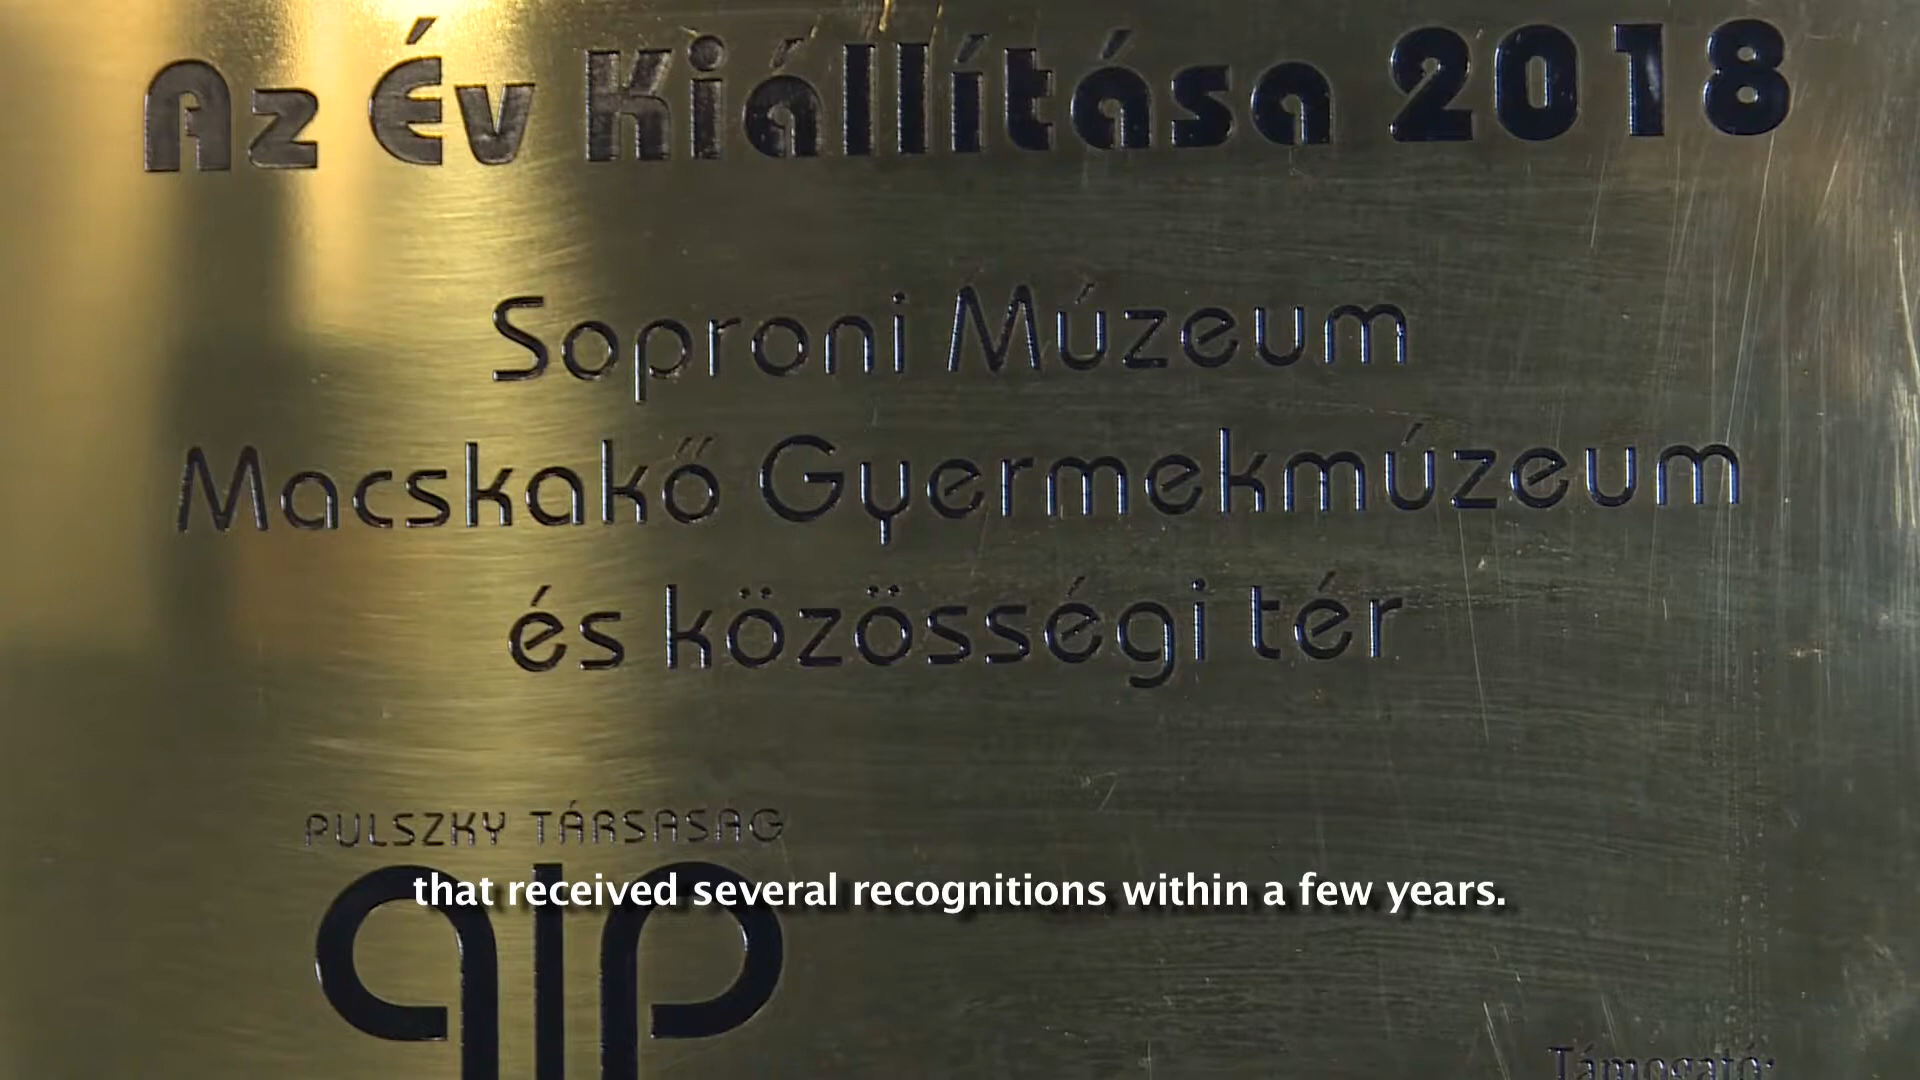 Az Év Kiállítása 2018
Soproni Múzeum
Macskakő Gyermekmúzeum
és közösségi tér
PULSZKY TÁRSASÁG
that received several recognitions within a few years.
Támogató: